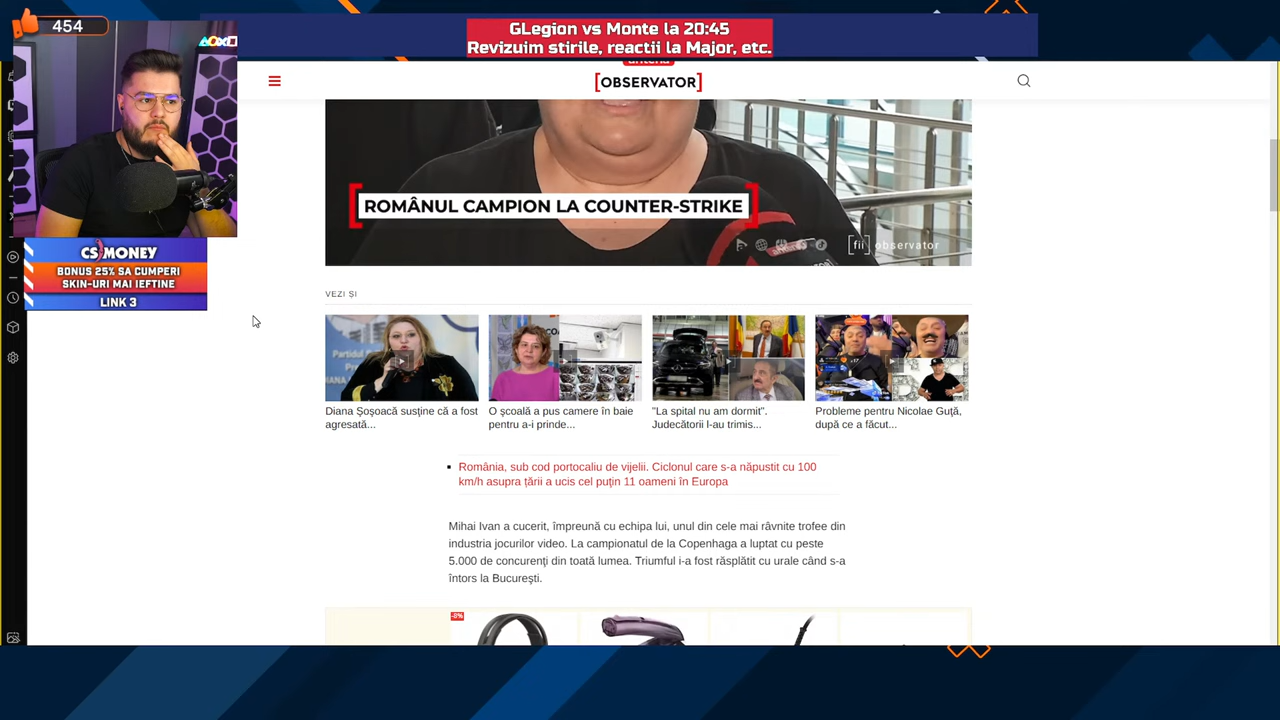 454
GLegion vs Monte la 20:45
Revizuim stirile, reactii la Major, etc.
CS MONEY
BONUS 25% SA CUMPERI
SKIN-URI MAI IEFTINE
LINK 3
antena
[OBSERVATOR]
ROMÂNUL CAMPION LA COUNTER-STRIKE
[fii] observator
VEZI ȘI
Diana Şoşoacă susţine că a fost
agresată...
O şcoală a pus camere în baie
pentru a-i prinde...
"La spital nu am dormit".
Judecătorii l-au trimis...
Probleme pentru Nicolae Guţă,
după ce a făcut...
România, sub cod portocaliu de vijelii. Ciclonul care s-a năpustit cu 100
km/h asupra țării a ucis cel puţin 11 oameni în Europa
Mihai Ivan a cucerit, împreună cu echipa lui, unul din cele mai râvnite trofee din
industria jocurilor video. La campionatul de la Copenhaga a luptat cu peste
5.000 de concurenţi din toată lumea. Triumful i-a fost răsplătit cu urale când s-a
întors la Bucureşti.
-8%